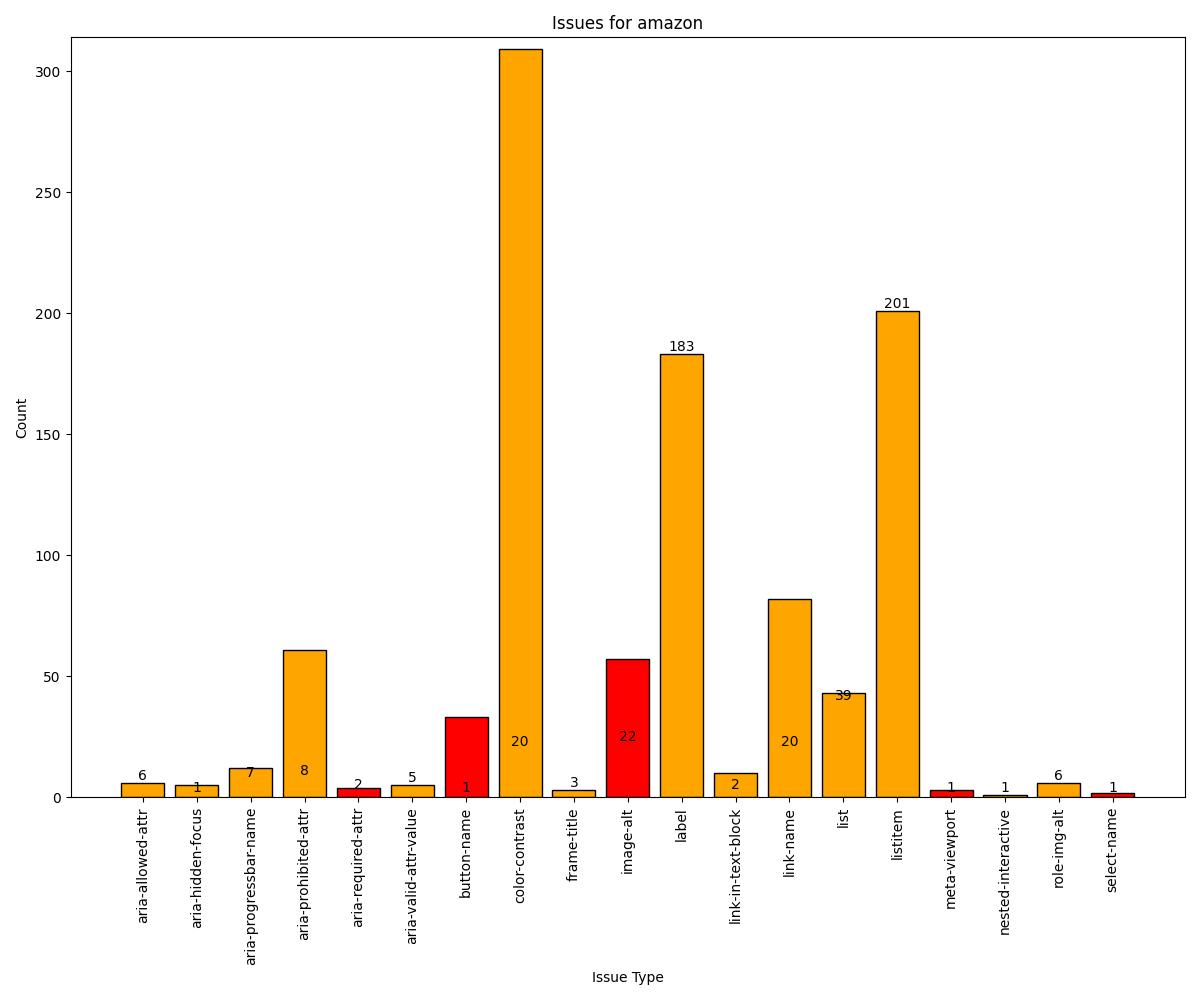 Issues for amazon
Count
300
250
200
150
100
50
0
6
1
7
8
2
5
1
20
3
22
183
2
20
39
201
1
1
6
1
aria-allowed-attr
aria-hidden-focus
aria-progressbar-name
aria-prohibited-attr
aria-required-attr
aria-valid-attr-value
button-name
color-contrast
frame-title
image-alt
label
link-in-text-block
link-name
list
listitem
meta-viewport
nested-interactive
role-img-alt
select-name
Issue Type